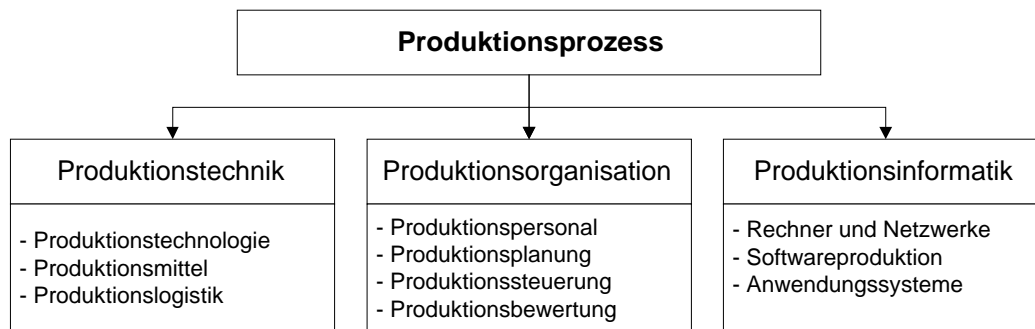 Produktionsprozess
Produktionstechnik
- Produktionstechnologie
- Produktionsmittel
- Produktionslogistik
Produktionsorganisation
- Produktionspersonal
- Produktionsplanung
- Produktionssteuerung
- Produktionsbewertung
Produktionsinformatik
- Rechner und Netzwerke
- Softwareproduktion
- Anwendungssysteme